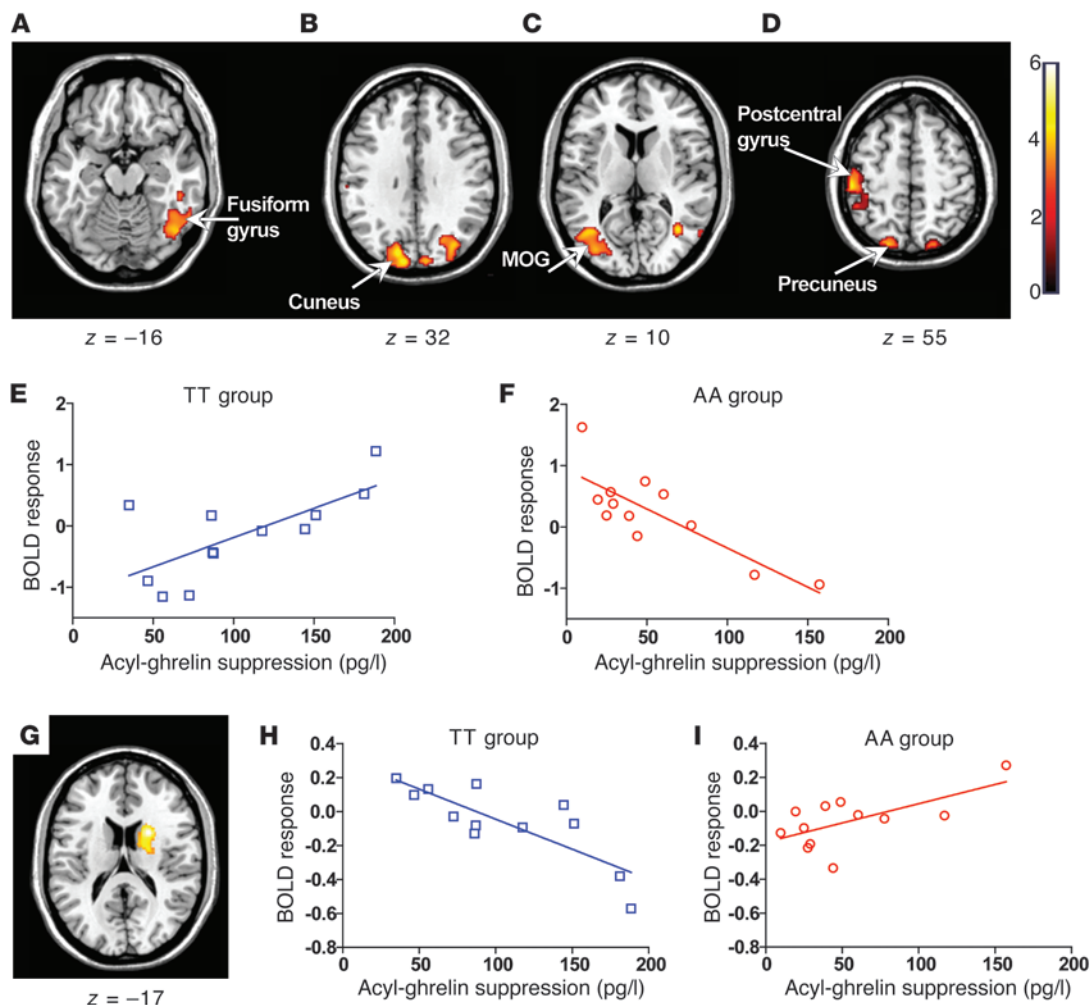 A
B
C
D
6
4
2
0
Postcentral
gyrus
Fusiform
gyrus
Cuneus
MOG
Precuneus
z = −16
z = 32
z = 10
z = 55
E
TT group
BOLD response
2
1
0
-1
0
50
100
150
200
Acyl-ghrelin suppression (pg/l)
F
AA group
BOLD response
2
1
0
-1
0
50
100
150
200
Acyl-ghrelin suppression (pg/l)
G
z = −17
H
TT group
BOLD response
0.4
0.2
0.0
-0.2
-0.4
-0.6
-0.8
0
50
100
150
200
Acyl-ghrelin suppression (pg/l)
I
AA group
BOLD response
0.4
0.2
0.0
-0.2
-0.4
-0.6
-0.8
0
50
100
150
200
Acyl-ghrelin suppression (pg/l)